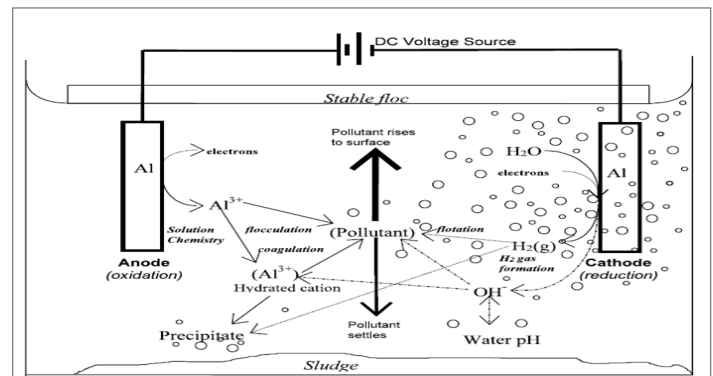 DC Voltage Source
Stable floc
Pollutant rises
to surface
H₂O
Al
electrons
electrons
Al
Al³⁺
Solution
Chemistry
flocculation
(Pollutant)
flotation
coagulation
H₂(g)
H₂ gas
formation
Anode
(oxidation)
Cathode
(reduction)
(Al³⁺)
Hydrated cation
OH⁻
Precipitate
Pollutant
settles
Water pH
Sludge